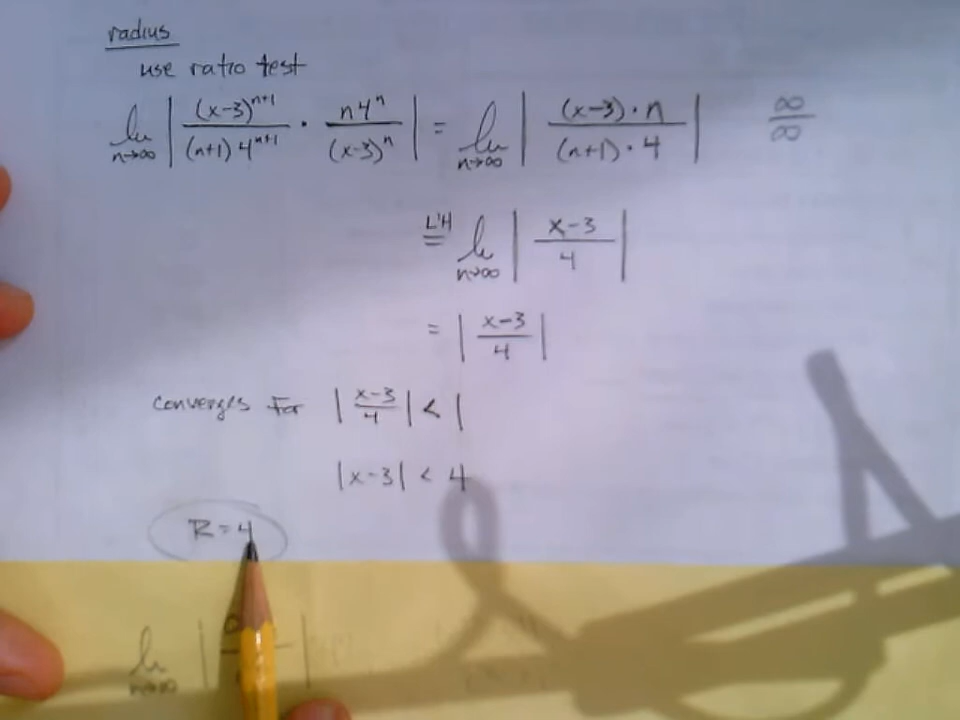 radius
use ratio test
lim n→∞ | (x-3)^(n+1) / (n+1) 4^(n+1) · n4^n / (x-3)^n | = lim n→∞ | (x-3)·n / (n+1)·4 | ∞/∞
L'H = lim n→∞ | x-3 / 4 |
= | x-3 / 4 |
converges for | x-3 / 4 | < 1
|x-3| < 4
R=4
lim n→∞ | |